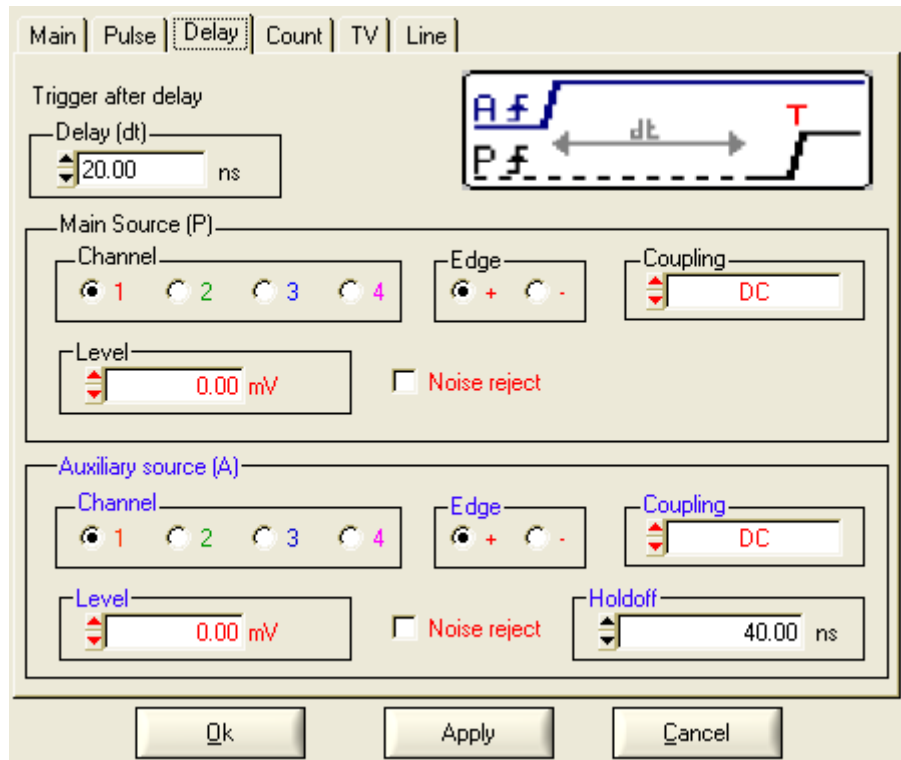 Main Pulse Delay Count TV Line
Trigger after delay
Delay (dt)
20.00 ns
A dt T
P
Main Source (P)
Channel Edge Coupling
1 2 3 4 + - DC
Level
0.00 mV Noise reject
Auxiliary source (A)
Channel Edge Coupling
1 2 3 4 + - DC
Level Holdoff
0.00 mV Noise reject 40.00 ns
Ok Apply Cancel